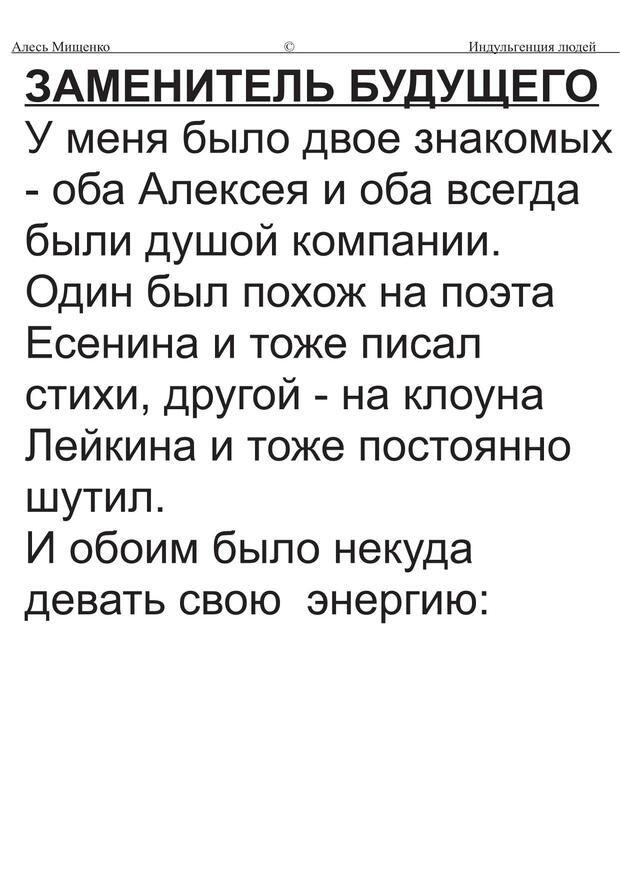 Алесь Мищенко © Индульгенция людей
ЗАМЕНИТЕЛЬ БУДУЩЕГО
У меня было двое знакомых
- оба Алексея и оба всегда
были душой компании.
Один был похож на поэта
Есенина и тоже писал
стихи, другой - на клоуна
Лейкина и тоже постоянно
шутил.
И обоим было некуда
девать свою  энергию: